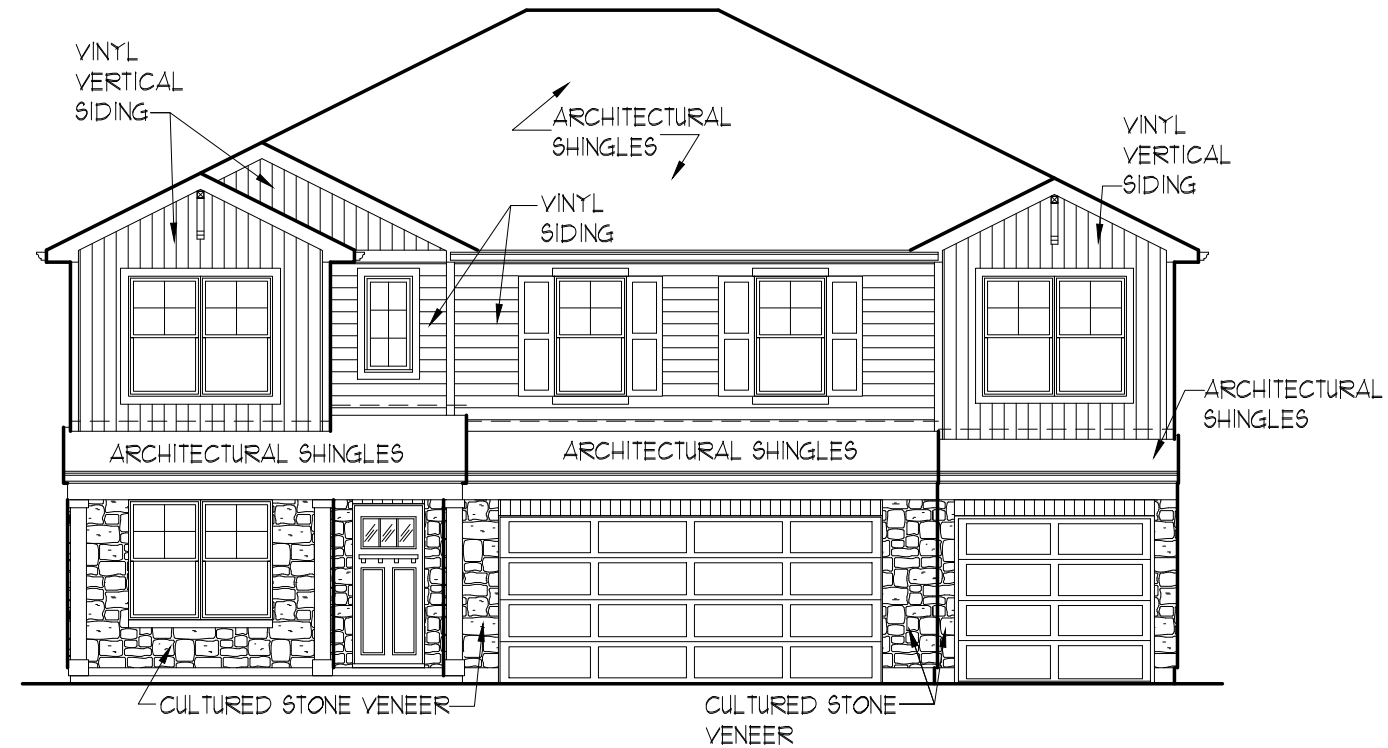 VINYL
VERTICAL
SIDING
ARCHITECTURAL
SHINGLES
VINYL
VERTICAL
SIDING
VINYL
SIDING
ARCHITECTURAL
SHINGLES
ARCHITECTURAL SHINGLES
ARCHITECTURAL SHINGLES
CULTURED STONE VENEER
CULTURED STONE
VENEER